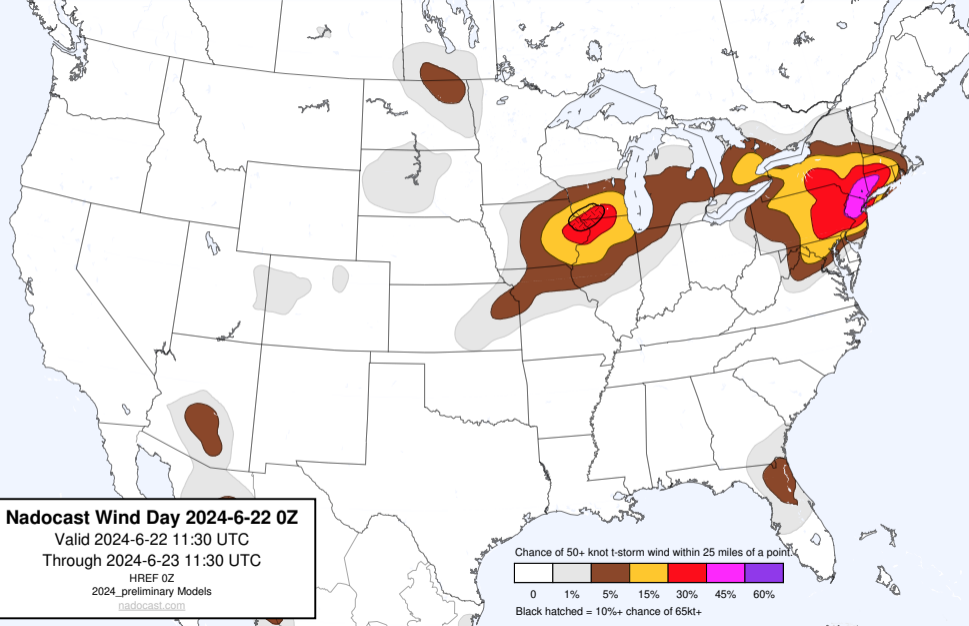 Nadocast Wind Day 2024-6-22 0Z
Valid 2024-6-22 11:30 UTC
Through 2024-6-23 11:30 UTC
HREF 0Z
2024_preliminary Models
nadocast.com
Chance of 50+ knot t-storm wind within 25 miles of a point.
0 1% 5% 15% 30% 45% 60%
Black hatched = 10%+ chance of 65kt+